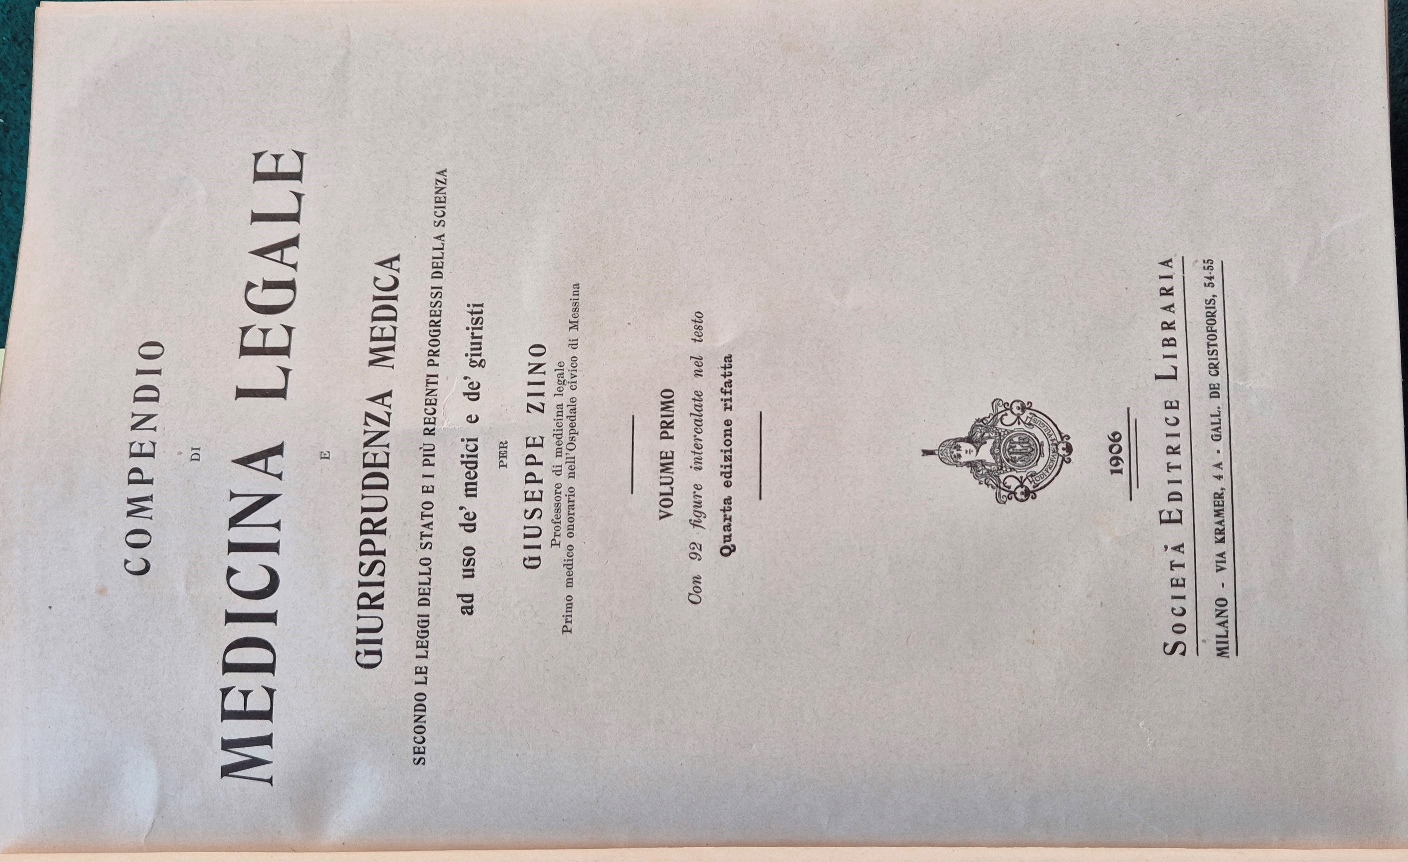 COMPENDIO
DI
MEDICINA LEGALE
E
GIURISPRUDENZA MEDICA
SECONDO LE LEGGI DELLO STATO E I PIÙ RECENTI PROGRESSI DELLA SCIENZA
ad uso de' medici e de' giuristi
PER
GIUSEPPE ZIINO
Professore di medicina legale
Primo medico onorario nell'Ospedale civico di Messina
VOLUME PRIMO
Con 92 figure intercalate nel testo
Quarta edizione rifatta
1906
SOCIETÀ EDITRICE LIBRARIA
MILANO - VIA KRAMER, 4 A - GALL. DE CRISTOFORIS, 54-55